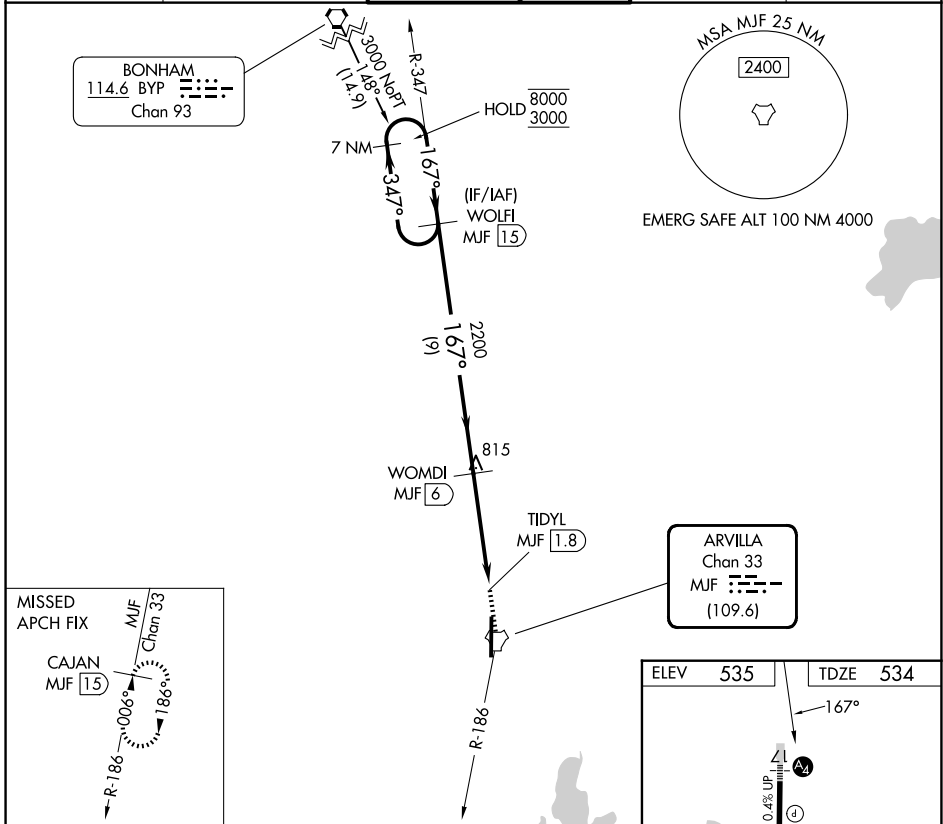 BONHAM
114.6 BYP
Chan 93
3000 NoPT
148°
(14.9)
R-347
HOLD 8000
3000
7 NM
347°
167°
(IF/IAF)
WOLFI
MJF 15
MSA MJF 25 NM
2400
EMERG SAFE ALT 100 NM 4000
2200
167°
(9)
815
WOMDI
MJF 6
TIDYL
MJF 1.8
ARVILLA
Chan 33
MJF
(109.6)
R-186
MISSED
APCH FIX
MJF
Chan 33
CAJAN
MJF 15
006°
186°
R-186
ELEV 535
TDZE 534
167°
17
A4
0.4% UP
P